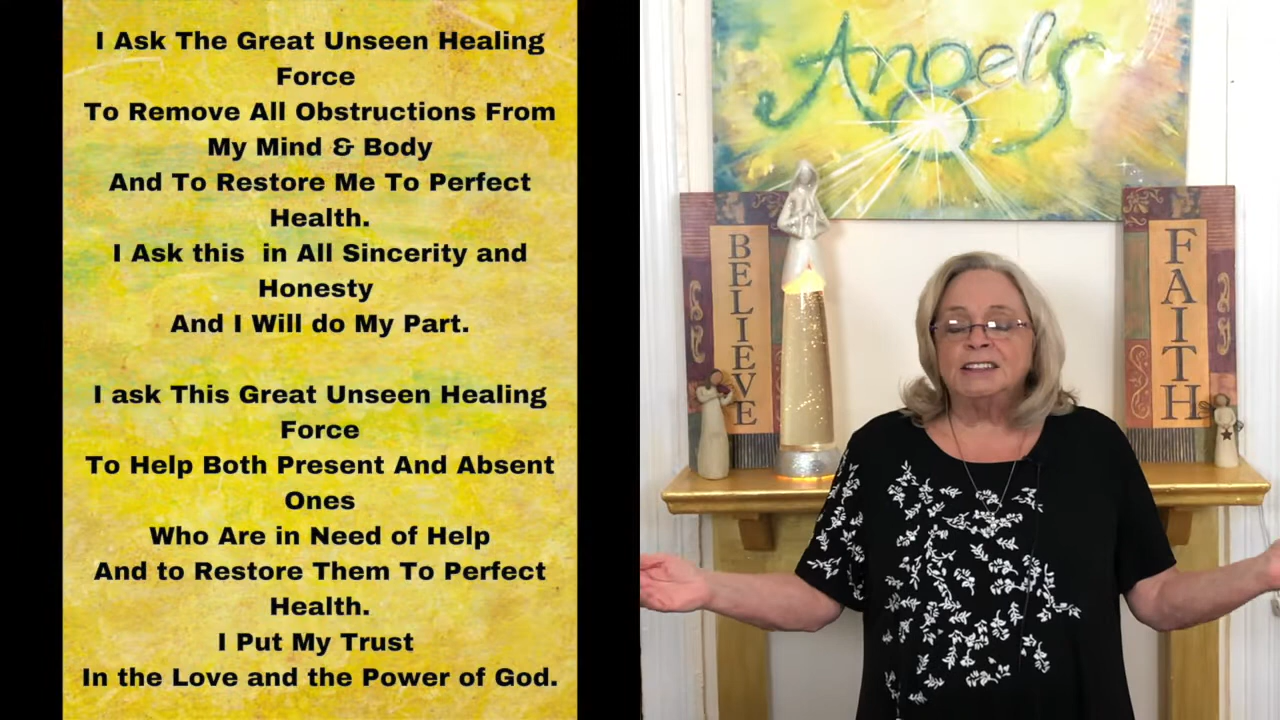 I Ask The Great Unseen Healing
Force
To Remove All Obstructions From
My Mind & Body
And To Restore Me To Perfect
Health.
I Ask this  in All Sincerity and
Honesty
And I Will do My Part.
I ask This Great Unseen Healing
Force
To Help Both Present And Absent
Ones
Who Are in Need of Help
And to Restore Them To Perfect
Health.
I Put My Trust
In the Love and the Power of God.
Angels
BELIEVE
FAITH